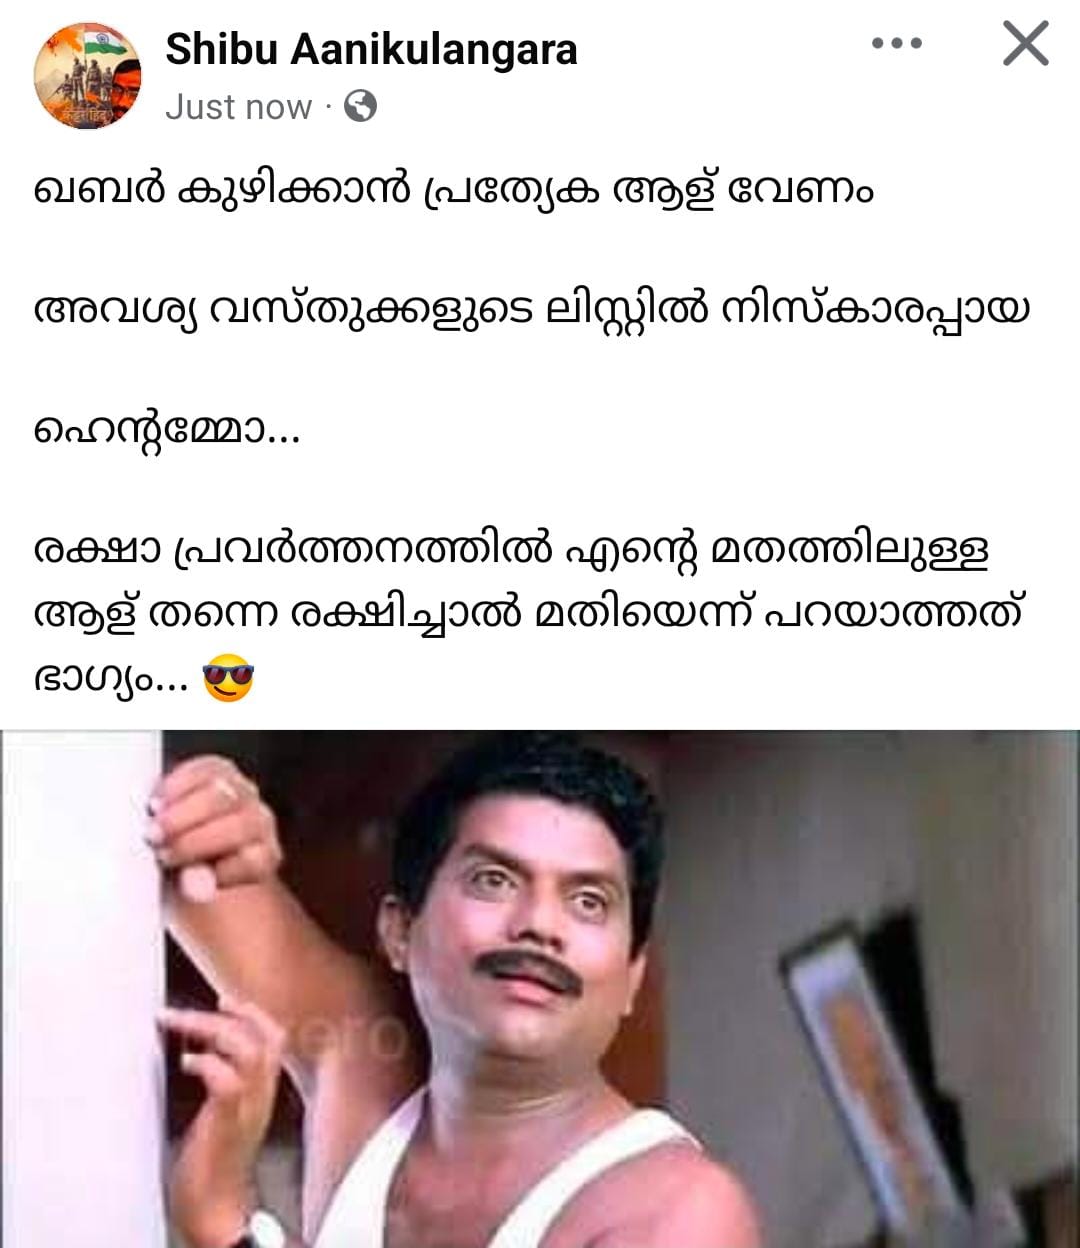 Shibu Aanikulangara
Just now ·
ഖബർ കുഴിക്കാൻ പ്രത്യേക ആള് വേണം
അവശ്യ വസ്തുക്കളുടെ ലിസ്റ്റിൽ നിസ്കാരപ്പായ
ഹെന്റമ്മോ...
രക്ഷാ പ്രവർത്തനത്തിൽ എന്റെ മതത്തിലുള്ള
ആള് തന്നെ രക്ഷിച്ചാൽ മതിയെന്ന് പറയാത്തത്
ഭാഗ്യം... 😎